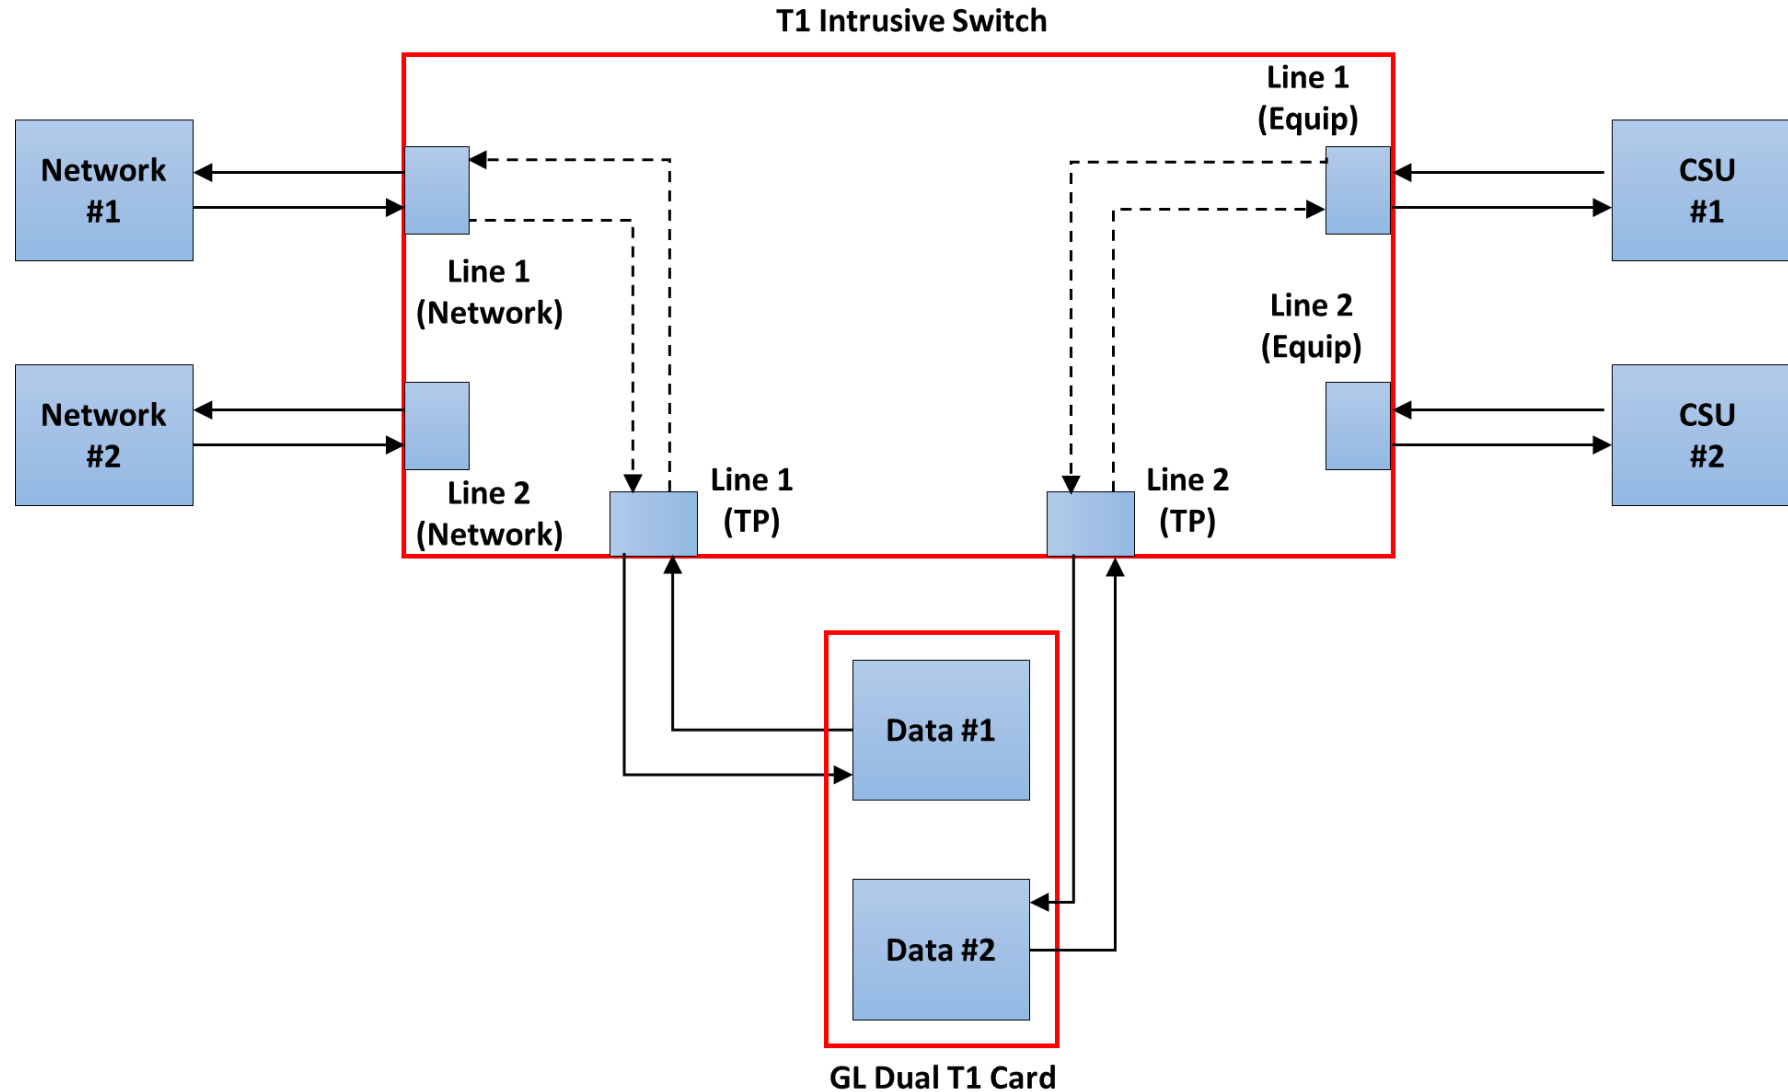 T1 Intrusive Switch
Line 1
(Equip)
Network
#1
CSU
#1
Line 1
(Network)
Line 2
(Equip)
Network
#2
CSU
#2
Line 2
(Network)
Line 1
(TP)
Line 2
(TP)
Data #1
Data #2
GL Dual T1 Card